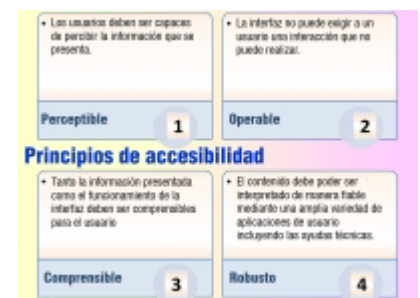 • Los usuarios deben ser capaces
de percibir la información que se
presenta.
Perceptible
1
• La interfaz no puede exigir a un
usuario una interacción que no
puede realizar.
Operable
2
Principios de accesibilidad
• Tanto la información presentada
como el funcionamiento de la
interfaz deben ser comprensibles
para el usuario
Comprensible
3
• El contenido debe poder ser
interpretado de manera fiable
mediante una amplia variedad de
aplicaciones de usuario
incluyendo las ayudas técnicas.
Robusto
4